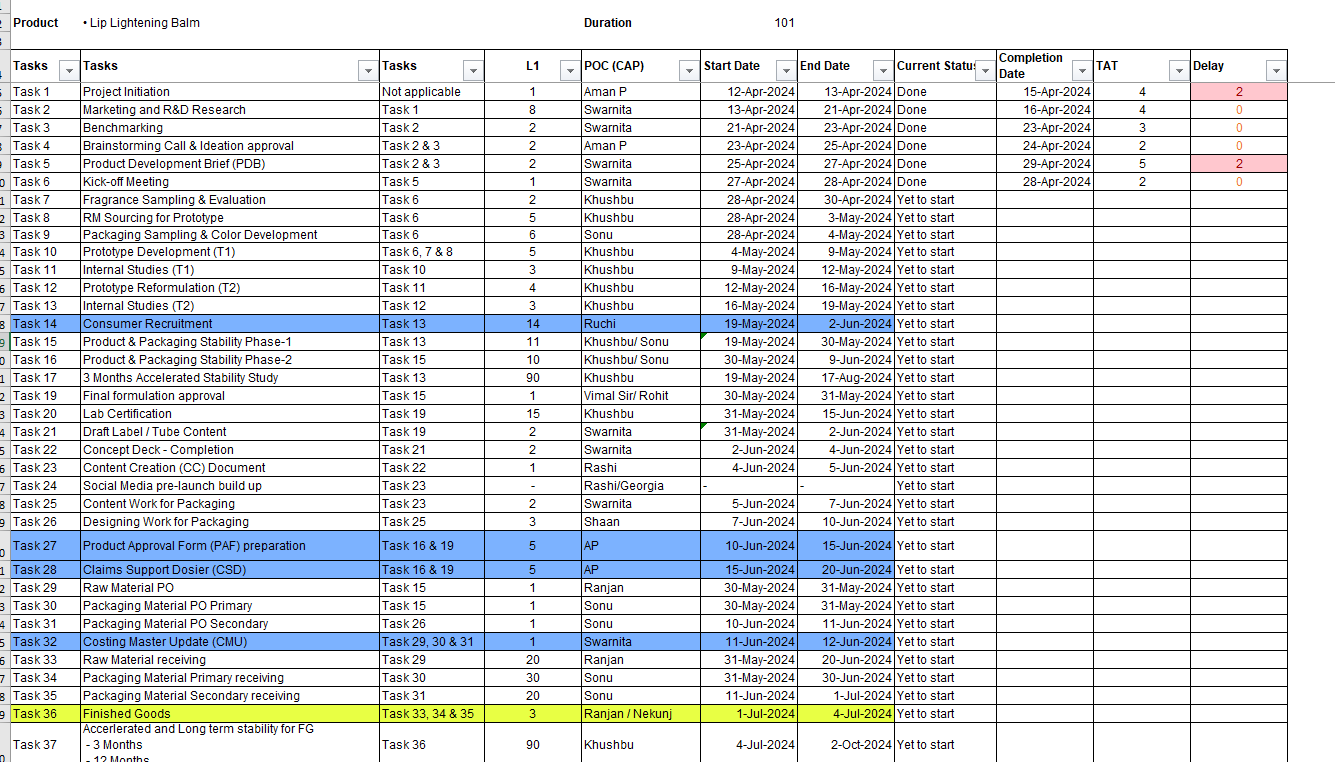 Product • Lip Lightening Balm Duration 101
Tasks Tasks Tasks L1 POC (CAP) Start Date End Date Current Status Completion Date TAT Delay
Task 1 Project Initiation Not applicable 1 Aman P 12-Apr-2024 13-Apr-2024 Done 15-Apr-2024 4 2
Task 2 Marketing and R&D Research Task 1 8 Swarnita 13-Apr-2024 21-Apr-2024 Done 16-Apr-2024 4 0
Task 3 Benchmarking Task 2 2 Swarnita 21-Apr-2024 23-Apr-2024 Done 23-Apr-2024 3 0
Task 4 Brainstorming Call & Ideation approval Task 2 & 3 2 Aman P 23-Apr-2024 25-Apr-2024 Done 24-Apr-2024 2 0
Task 5 Product Development Brief (PDB) Task 2 & 3 2 Swarnita 25-Apr-2024 27-Apr-2024 Done 29-Apr-2024 5 2
Task 6 Kick-off Meeting Task 5 1 Swarnita 27-Apr-2024 28-Apr-2024 Done 28-Apr-2024 2 0
Task 7 Fragrance Sampling & Evaluation Task 6 2 Khushbu 28-Apr-2024 30-Apr-2024 Yet to start
Task 8 RM Sourcing for Prototype Task 6 5 Khushbu 28-Apr-2024 3-May-2024 Yet to start
Task 9 Packaging Sampling & Color Development Task 6 6 Sonu 28-Apr-2024 4-May-2024 Yet to start
Task 10 Prototype Development (T1) Task 6, 7 & 8 5 Khushbu 4-May-2024 9-May-2024 Yet to start
Task 11 Internal Studies (T1) Task 10 3 Khushbu 9-May-2024 12-May-2024 Yet to start
Task 12 Prototype Reformulation (T2) Task 11 4 Khushbu 12-May-2024 16-May-2024 Yet to start
Task 13 Internal Studies (T2) Task 12 3 Khushbu 16-May-2024 19-May-2024 Yet to start
Task 14 Consumer Recruitment Task 13 14 Ruchi 19-May-2024 2-Jun-2024 Yet to start
Task 15 Product & Packaging Stability Phase-1 Task 13 11 Khushbu/ Sonu 19-May-2024 30-May-2024 Yet to start
Task 16 Product & Packaging Stability Phase-2 Task 15 10 Khushbu/ Sonu 30-May-2024 9-Jun-2024 Yet to start
Task 17 3 Months Accelerated Stability Study Task 13 90 Khushbu 19-May-2024 17-Aug-2024 Yet to start
Task 19 Final formulation approval Task 15 1 Vimal Sir/ Rohit 30-May-2024 31-May-2024 Yet to start
Task 20 Lab Certification Task 19 15 Khushbu 31-May-2024 15-Jun-2024 Yet to start
Task 21 Draft Label / Tube Content Task 19 2 Swarnita 31-May-2024 2-Jun-2024 Yet to start
Task 22 Concept Deck - Completion Task 21 2 Swarnita 2-Jun-2024 4-Jun-2024 Yet to start
Task 23 Content Creation (CC) Document Task 22 1 Rashi 4-Jun-2024 5-Jun-2024 Yet to start
Task 24 Social Media pre-launch build up Task 23 - Rashi/Georgia - - Yet to start
Task 25 Content Work for Packaging Task 23 2 Swarnita 5-Jun-2024 7-Jun-2024 Yet to start
Task 26 Designing Work for Packaging Task 25 3 Shaan 7-Jun-2024 10-Jun-2024 Yet to start
Task 27 Product Approval Form (PAF) preparation Task 16 & 19 5 AP 10-Jun-2024 15-Jun-2024 Yet to start
Task 28 Claims Support Dosier (CSD) Task 16 & 19 5 AP 15-Jun-2024 20-Jun-2024 Yet to start
Task 29 Raw Material PO Task 15 1 Ranjan 30-May-2024 31-May-2024 Yet to start
Task 30 Packaging Material PO Primary Task 15 1 Sonu 30-May-2024 31-May-2024 Yet to start
Task 31 Packaging Material PO Secondary Task 26 1 Sonu 10-Jun-2024 11-Jun-2024 Yet to start
Task 32 Costing Master Update (CMU) Task 29, 30 & 31 1 Swarnita 11-Jun-2024 12-Jun-2024 Yet to start
Task 33 Raw Material receiving Task 29 20 Ranjan 31-May-2024 20-Jun-2024 Yet to start
Task 34 Packaging Material Primary receiving Task 30 30 Sonu 31-May-2024 30-Jun-2024 Yet to start
Task 35 Packaging Material Secondary receiving Task 31 20 Sonu 11-Jun-2024 1-Jul-2024 Yet to start
Task 36 Finished Goods Task 33, 34 & 35 3 Ranjan / Nekunj 1-Jul-2024 4-Jul-2024 Yet to start
Accerlerated and Long term stability for FG
Task 37 - 3 Months Task 36 90 Khushbu 4-Jul-2024 2-Oct-2024 Yet to start
- 12 Months